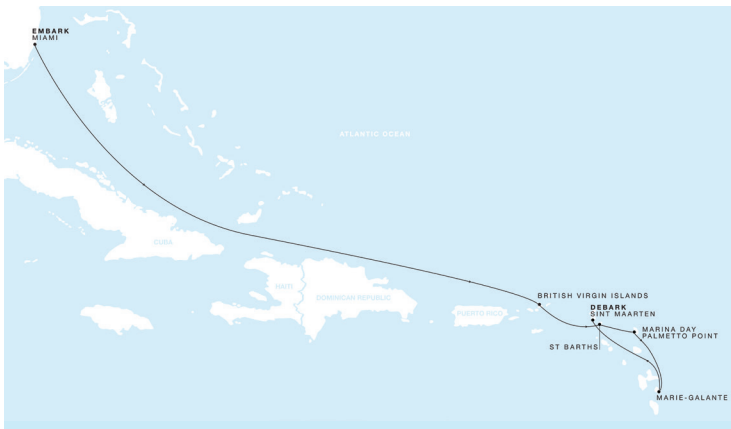 EMBARK
MIAMI
ATLANTIC OCEAN
CUBA
HAITI
DOMINICAN REPUBLIC
PUERTO RICO
BRITISH VIRGIN ISLANDS
DEBARK
SINT MAARTEN
MARINA DAY
PALMETTO POINT
ST BARTHS
MARIE-GALANTE